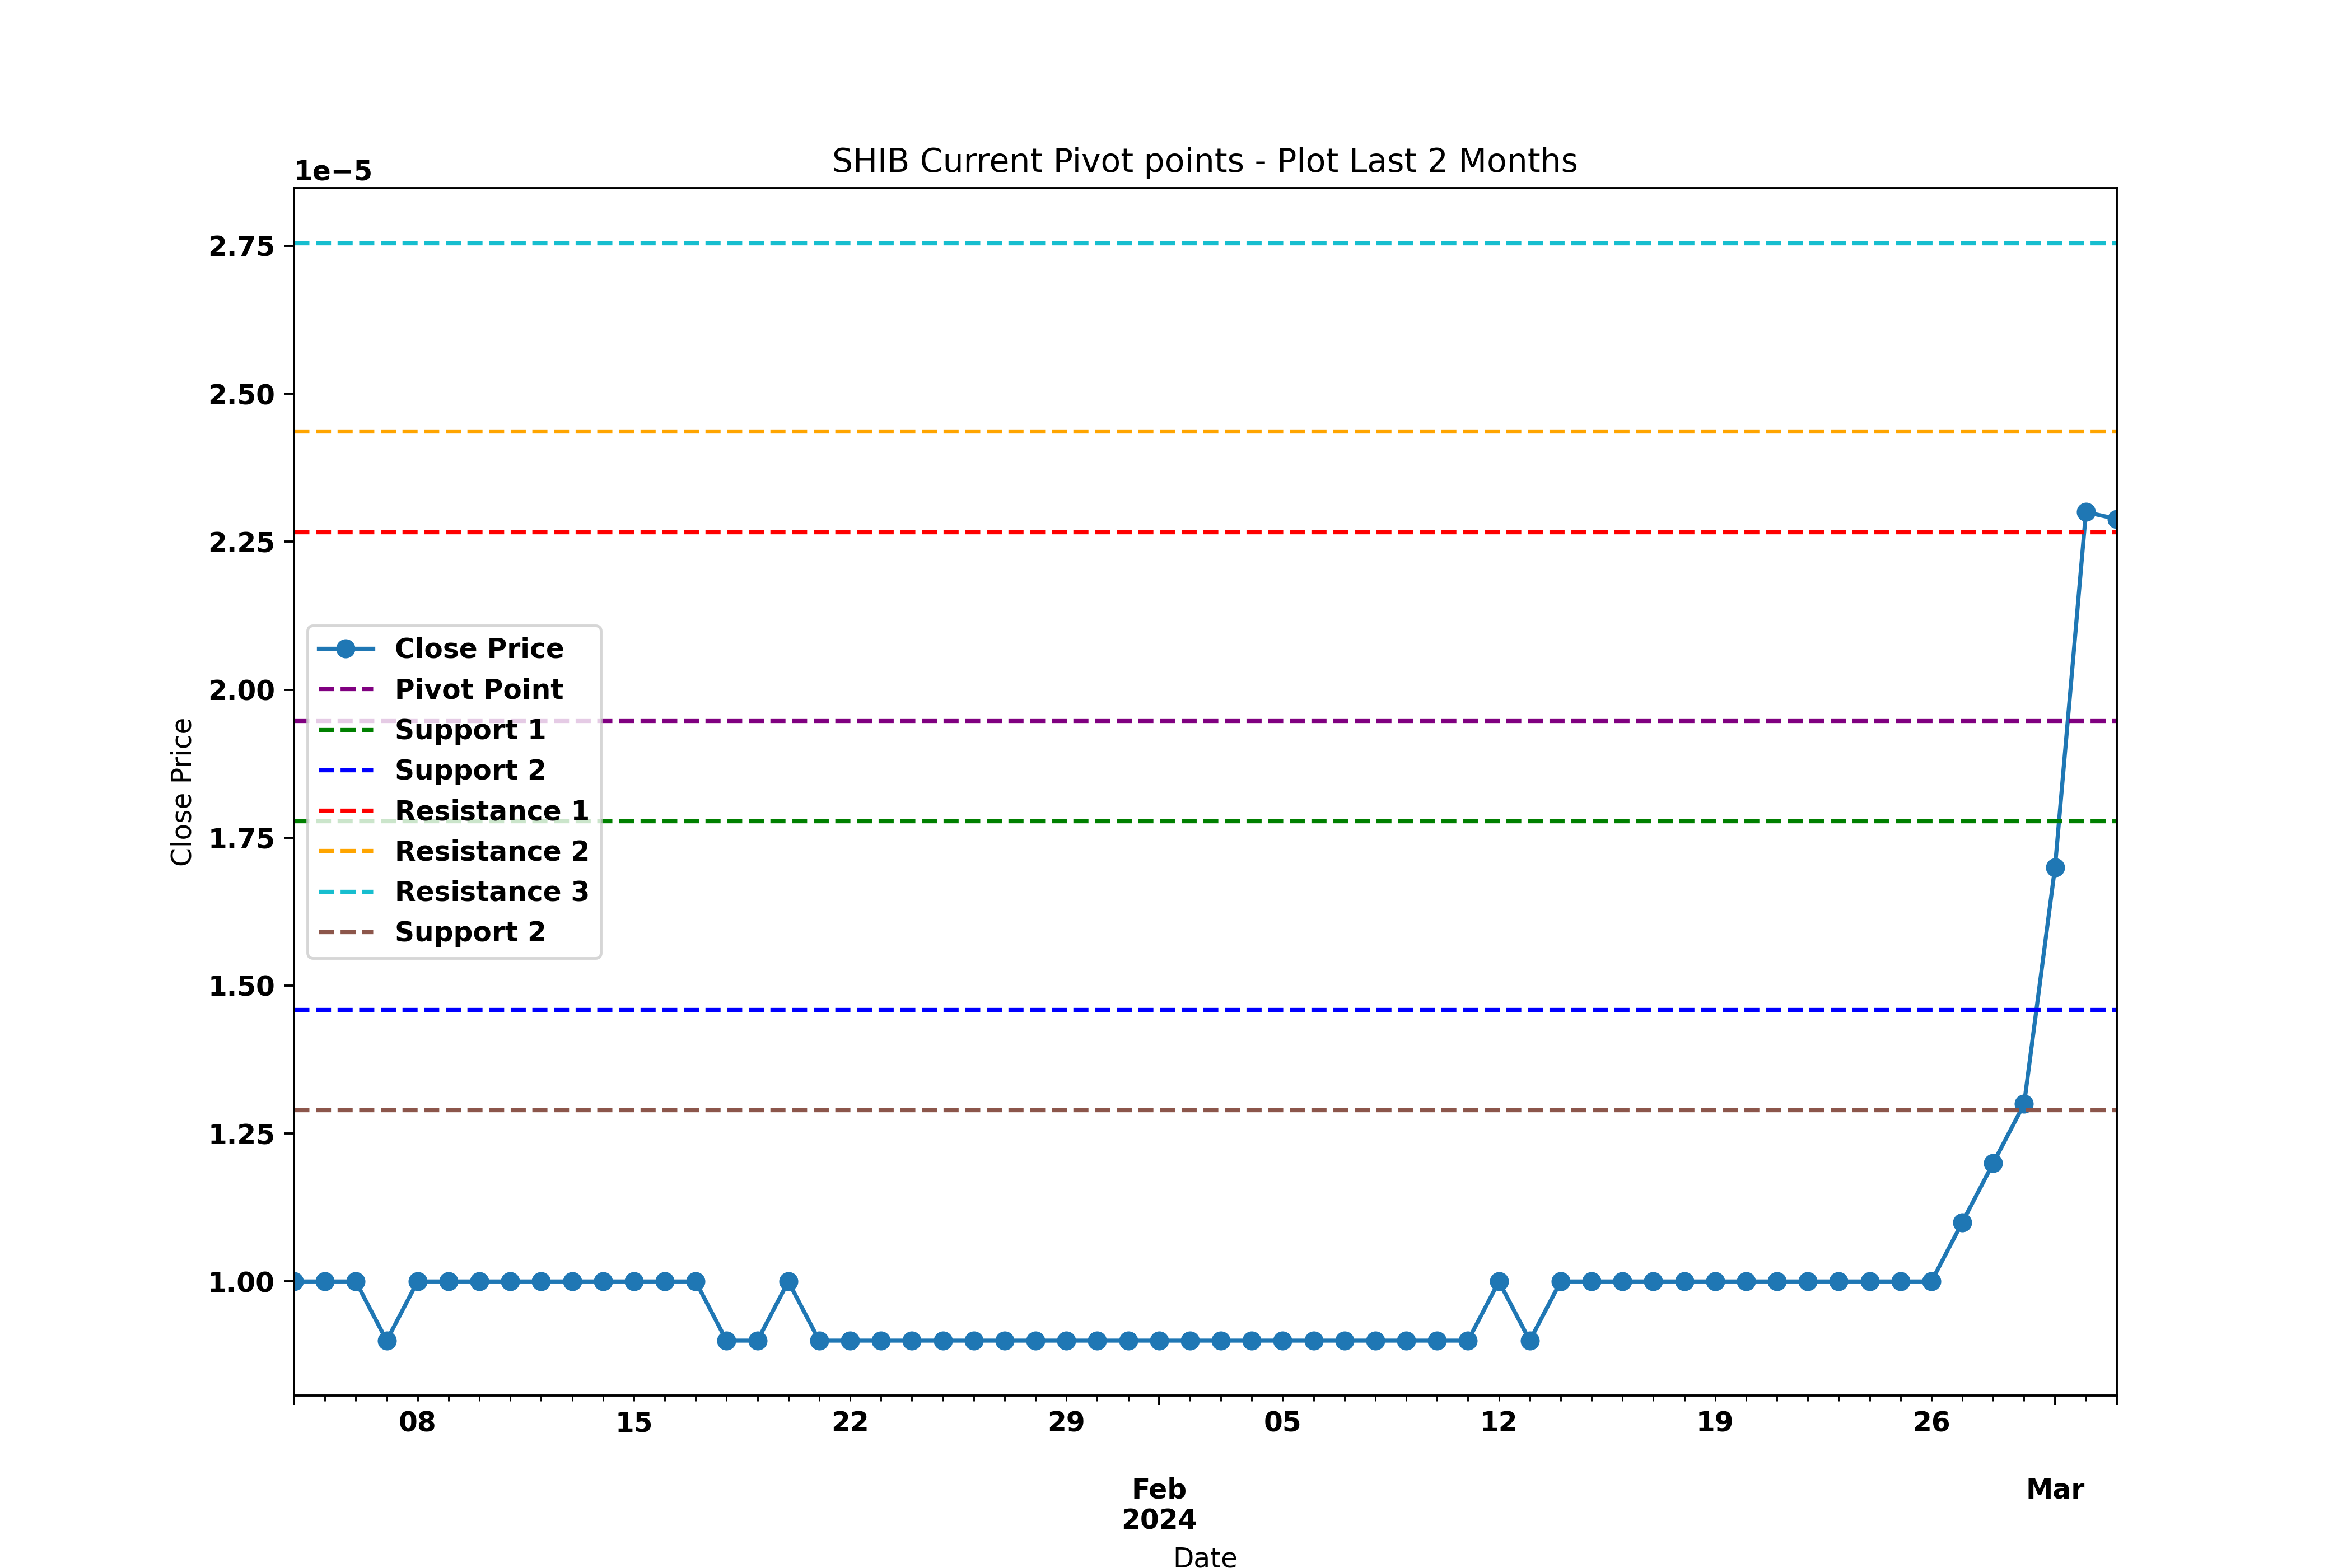 SHIB Current Pivot points - Plot Last 2 Months
1e−5
2.75
2.50
2.25
2.00
1.75
1.50
1.25
1.00
Close Price
Close Price
Pivot Point
Support 1
Support 2
Resistance 1
Resistance 2
Resistance 3
Support 2
08 15 22 29 05 12 19 26
Feb Mar
2024
Date